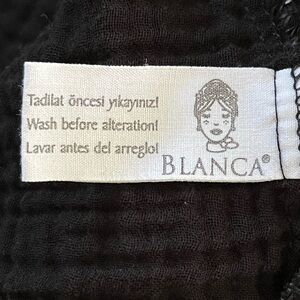 Tadilat öncesi yıkayınız!
Wash before alteration!
Lavar antes del arreglo!
BLANCA®